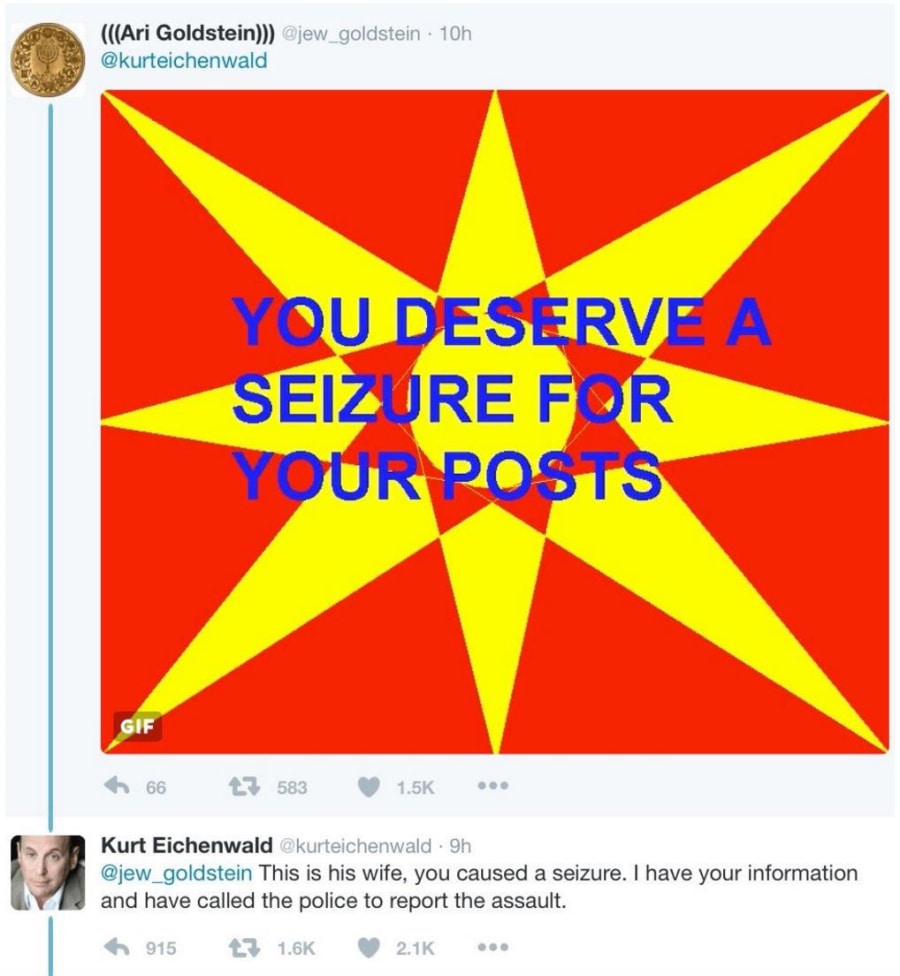 (((Ari Goldstein))) @jew_goldstein · 10h
@kurteichenwald
YOU DESERVE A
SEIZURE FOR
YOUR POSTS
GIF
66 583 1.5K
Kurt Eichenwald @kurteichenwald · 9h
@jew_goldstein This is his wife, you caused a seizure. I have your information
and have called the police to report the assault.
915 1.6K 2.1K